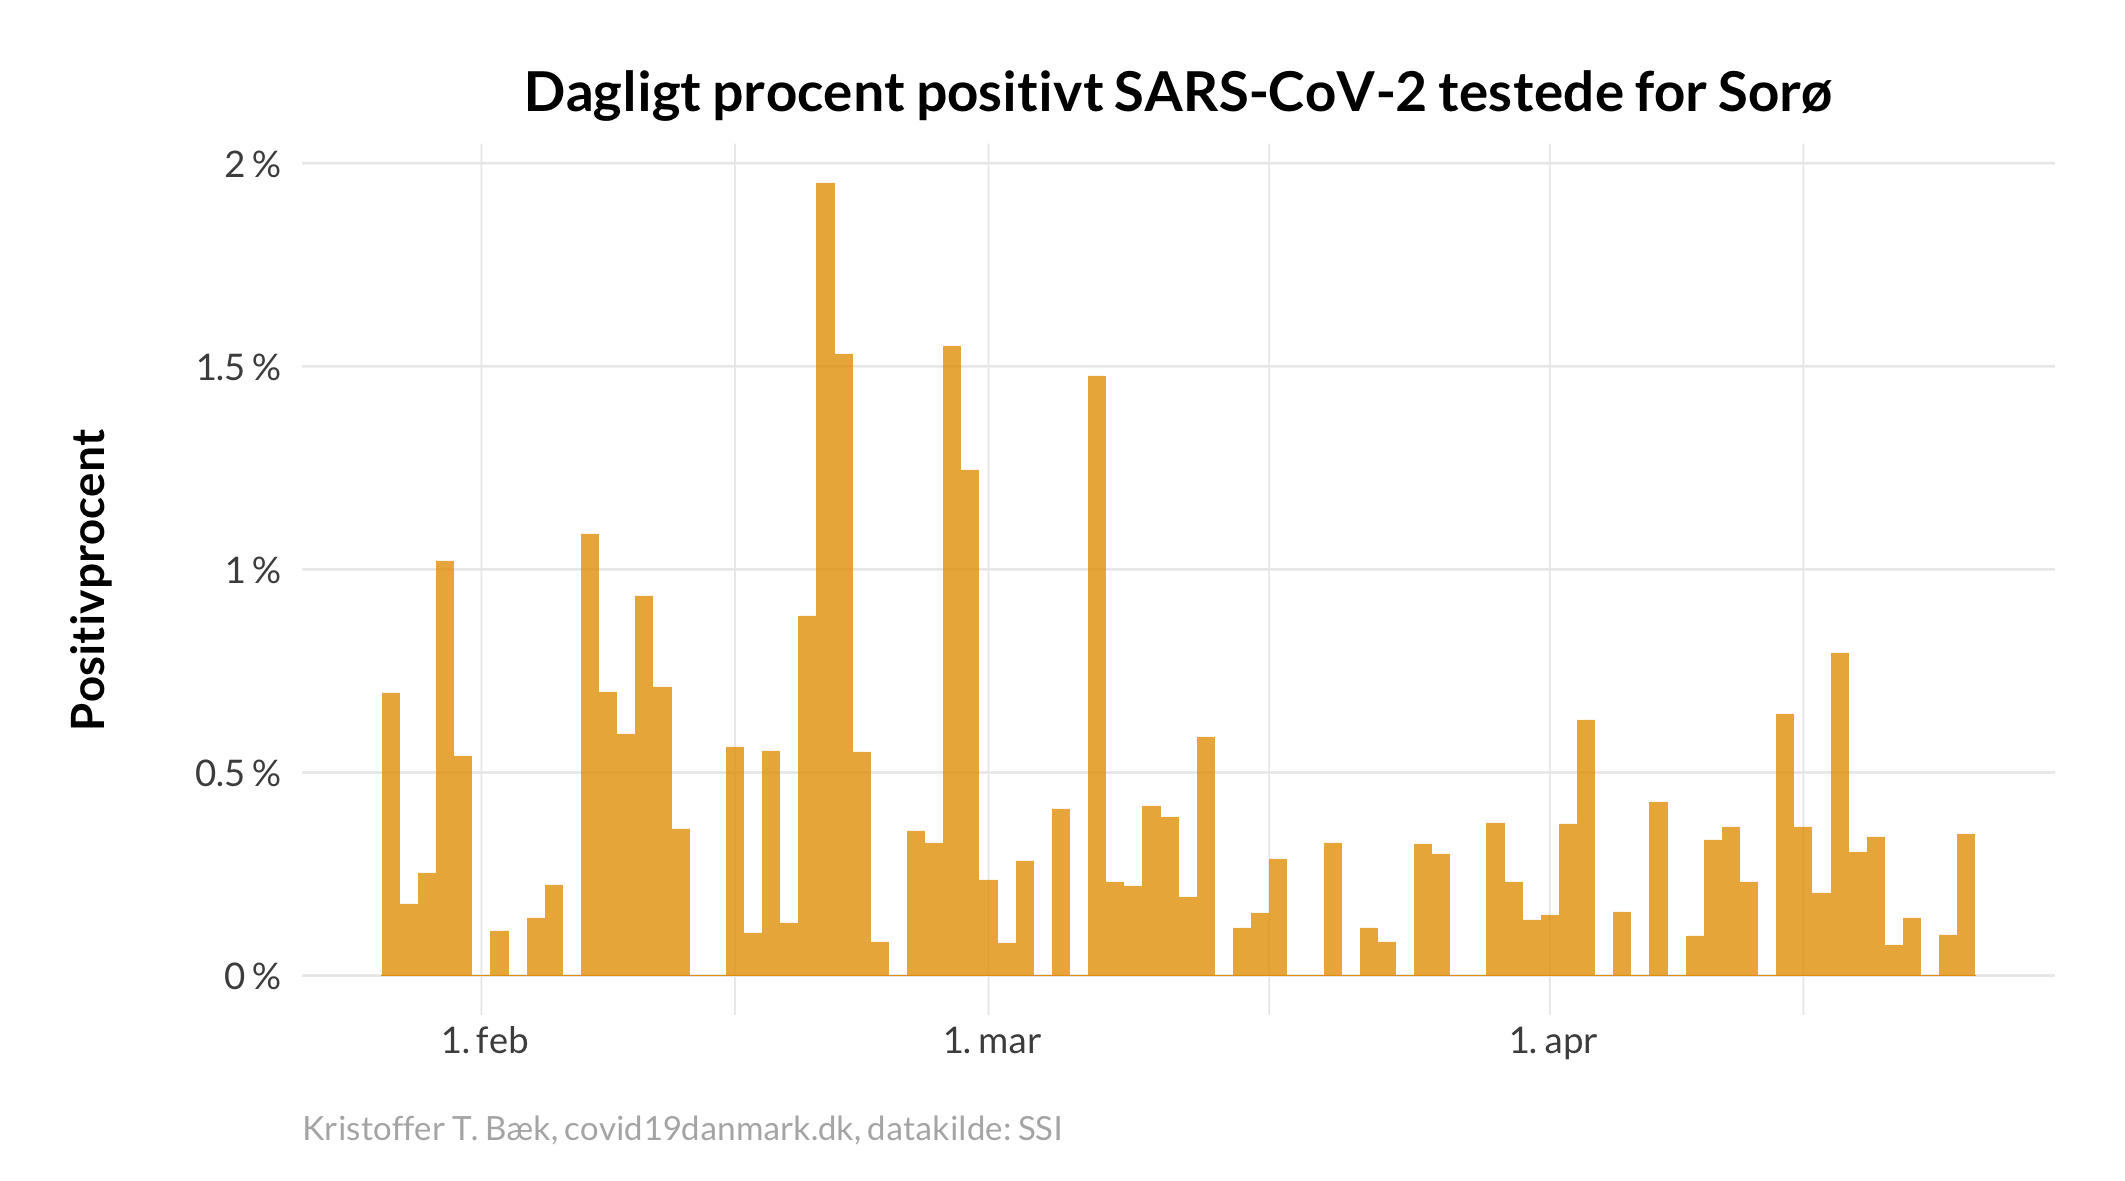 Dagligt procent positivt SARS-CoV-2 testede for Sorø
Positivprocent
2 %
1.5 %
1 %
0.5 %
0 %
1. feb
1. mar
1. apr
Kristoffer T. Bæk, covid19danmark.dk, datakilde: SSI